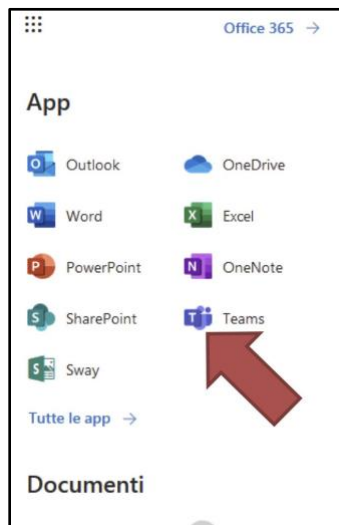 Office 365 →
App
Outlook OneDrive
Word Excel
PowerPoint OneNote
SharePoint Teams
Sway
Tutte le app →
Documenti